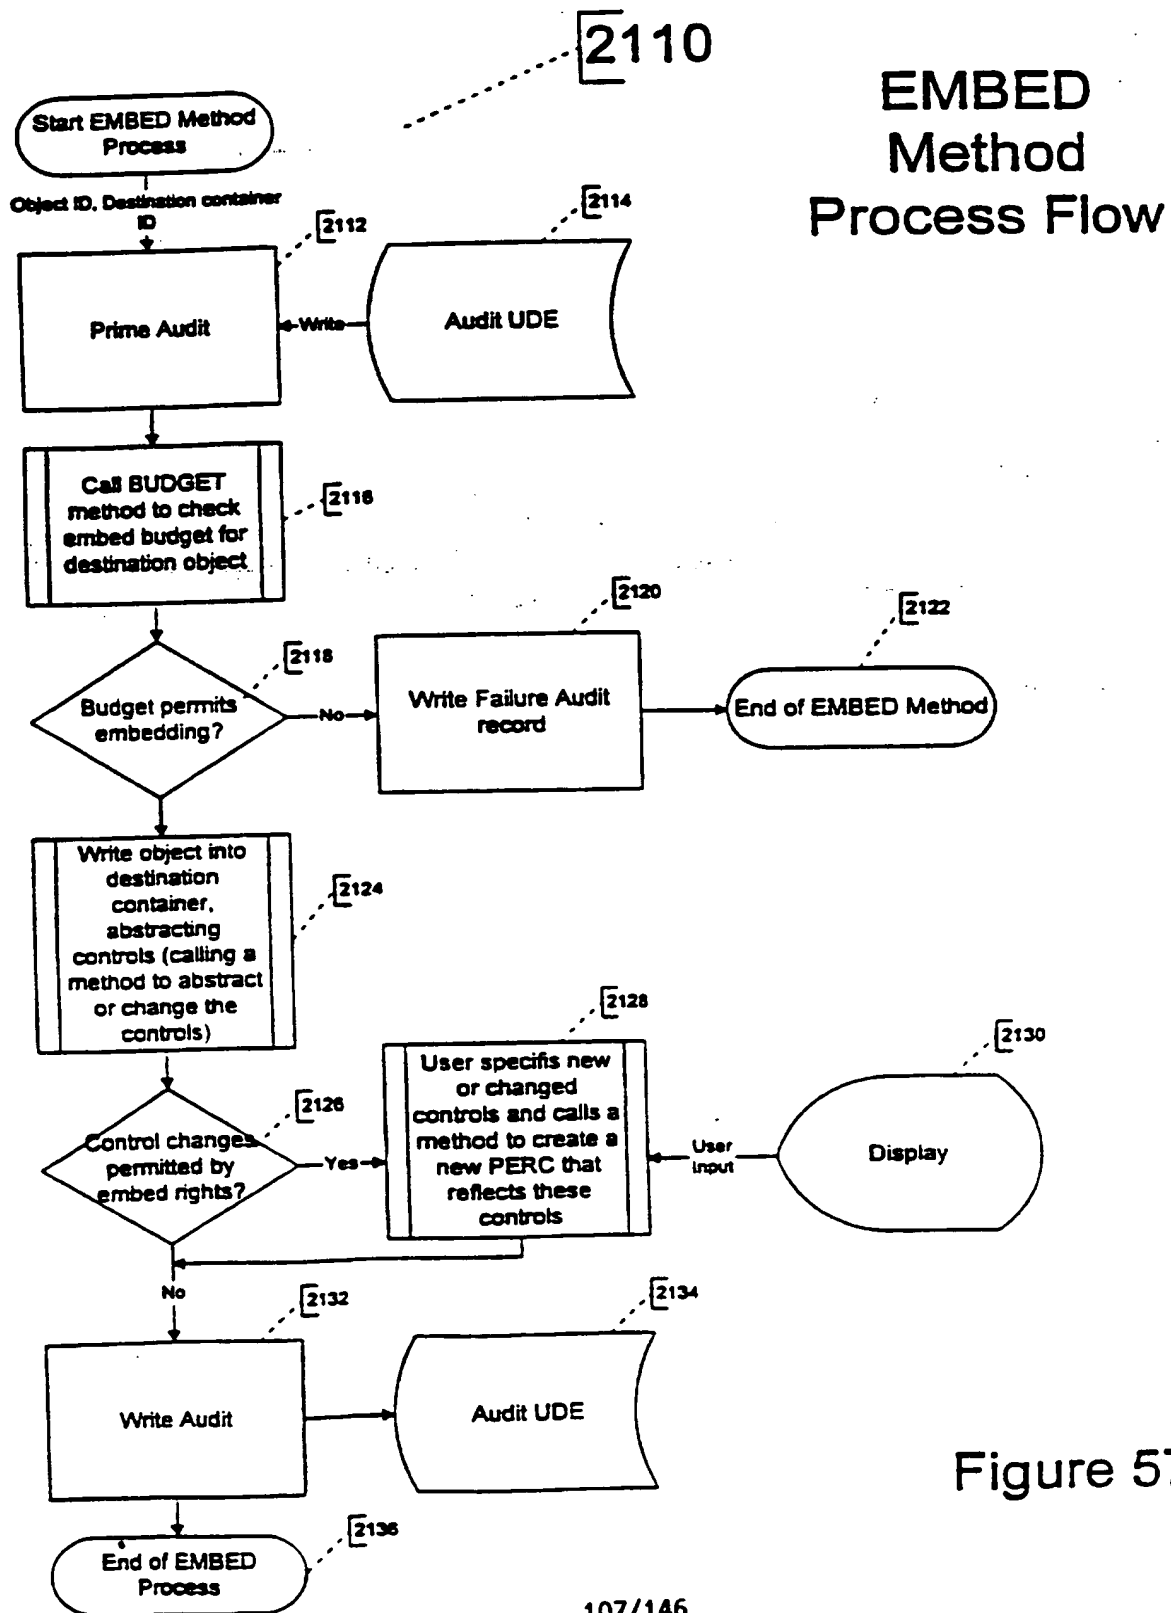 2110
EMBED
Method
Process Flow
Start EMBED Method
Process
Object ID, Destination container
ID
2112
2114
Prime Audit
Write
Audit UDE
Call BUDGET
method to check
embed budget for
destination object
2116
2118
Budget permits
embedding?
No
2120
Write Failure Audit
record
2122
End of EMBED Method
Write object into
destination
container,
abstracting
controls (calling a
method to abstract
or change the
controls)
2124
2126
Control changes
permitted by
embed rights?
Yes
2128
User specifis new
or changed
controls and calls a
method to create a
new PERC that
reflects these
controls
User
Input
2130
Display
No
2132
Write Audit
2134
Audit UDE
Figure 57
End of EMBED
Process
2136
107/146